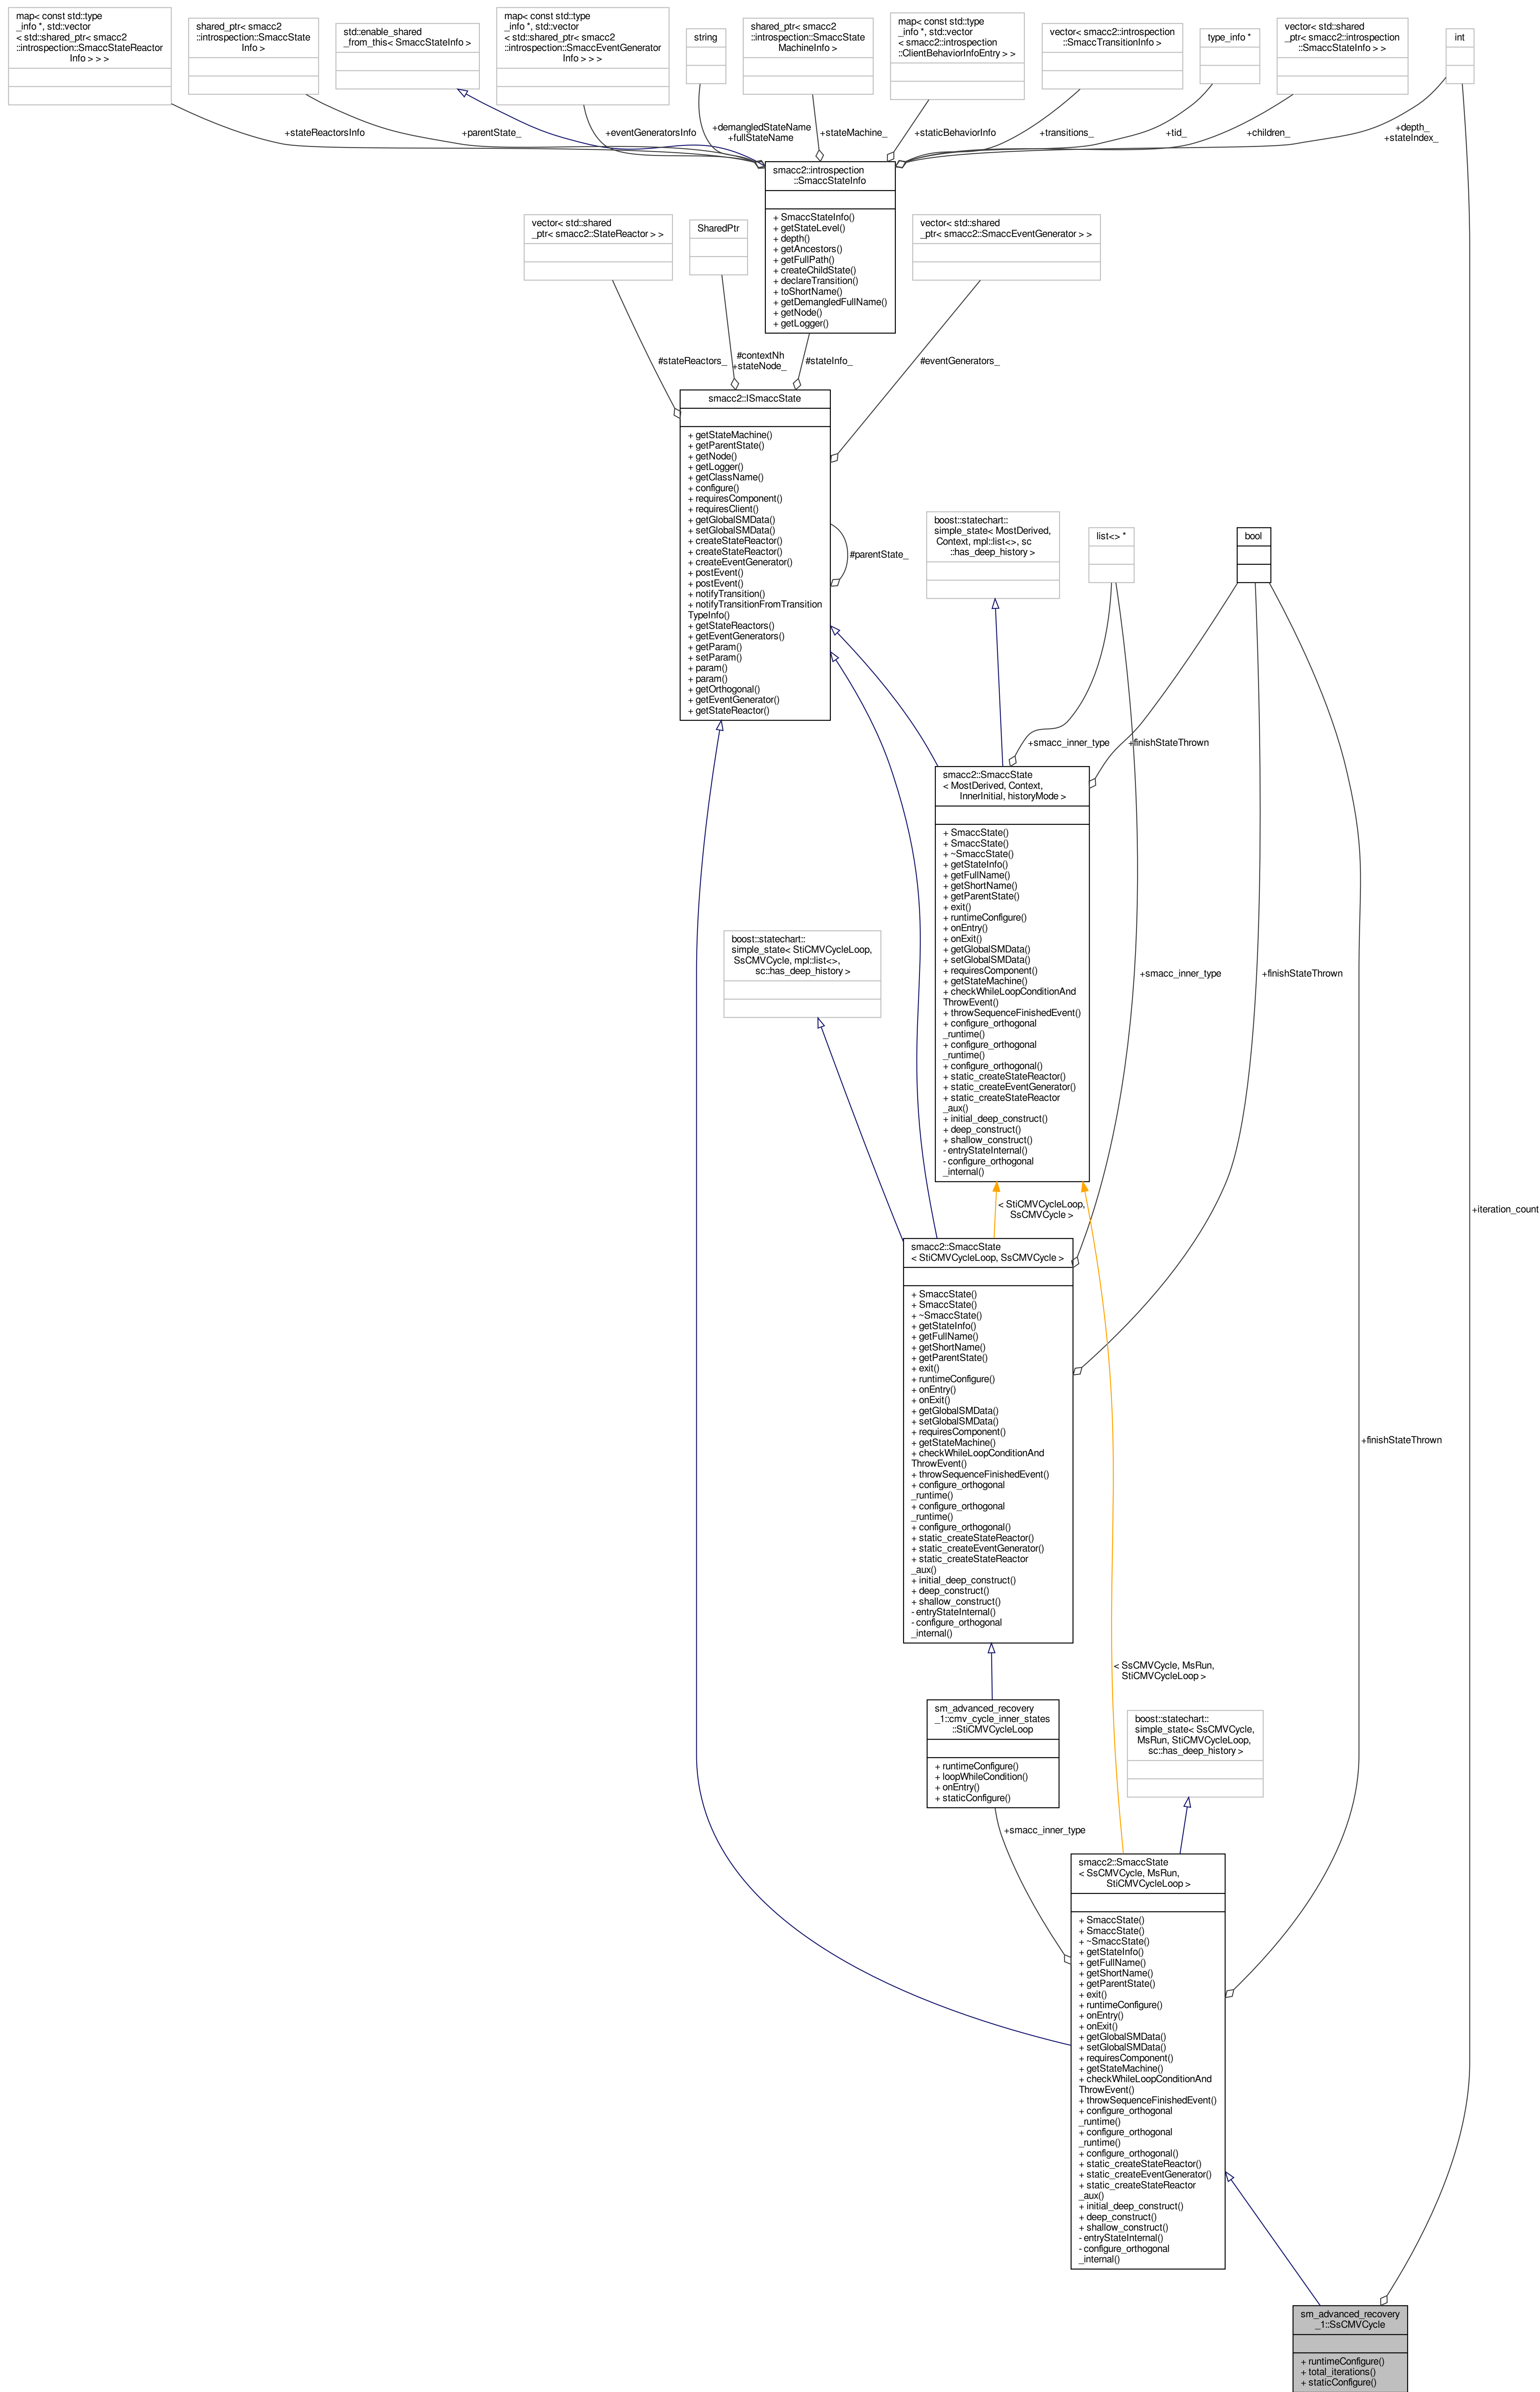 map< const std::type
_info *, std::vector
< std::shared_ptr< smacc2
::introspection::SmaccStateReactor
Info > > >
shared_ptr< smacc2
::introspection::SmaccState
Info >
std::enable_shared
_from_this< SmaccStateInfo >
map< const std::type
_info *, std::vector
< std::shared_ptr< smacc2
::introspection::SmaccEventGenerator
Info > > >
string
shared_ptr< smacc2
::introspection::SmaccState
MachineInfo >
map< const std::type
_info *, std::vector
< smacc2::introspection
::ClientBehaviorInfoEntry > >
vector< smacc2::introspection
::SmaccTransitionInfo >
type_info *
vector< std::shared
_ptr< smacc2::introspection
::SmaccStateInfo > >
int
+stateReactorsInfo
+parentState_
+eventGeneratorsInfo
+demangledStateName
+fullStateName
+stateMachine_
+staticBehaviorInfo
+transitions_
+tid_
+children_
+depth_
+stateIndex_
smacc2::introspection
::SmaccStateInfo
+ SmaccStateInfo()
+ getStateLevel()
+ depth()
+ getAncestors()
+ getFullPath()
+ createChildState()
+ declareTransition()
+ toShortName()
+ getDemangledFullName()
+ getNode()
+ getLogger()
vector< std::shared
_ptr< smacc2::StateReactor > >
SharedPtr
vector< std::shared
_ptr< smacc2::SmaccEventGenerator > >
#stateReactors_
#contextNh
+stateNode_
#stateInfo_
#eventGenerators_
smacc2::ISmaccState
+ getStateMachine()
+ getParentState()
+ getNode()
+ getLogger()
+ getClassName()
+ configure()
+ requiresComponent()
+ requiresClient()
+ getGlobalSMData()
+ setGlobalSMData()
+ createStateReactor()
+ createStateReactor()
+ createEventGenerator()
+ postEvent()
+ postEvent()
+ notifyTransition()
+ notifyTransitionFromTransition
TypeInfo()
+ getStateReactors()
+ getEventGenerators()
+ getParam()
+ setParam()
+ param()
+ param()
+ getOrthogonal()
+ getEventGenerator()
+ getStateReactor()
#parentState_
boost::statechart::
simple_state< MostDerived,
Context, mpl::list<>, sc
::has_deep_history >
list<> *
bool
+smacc_inner_type
+finishStateThrown
smacc2::SmaccState
< MostDerived, Context,
InnerInitial, historyMode >
+ SmaccState()
+ SmaccState()
+ ~SmaccState()
+ getStateInfo()
+ getFullName()
+ getShortName()
+ getParentState()
+ exit()
+ runtimeConfigure()
+ onEntry()
+ onExit()
+ getGlobalSMData()
+ setGlobalSMData()
+ requiresComponent()
+ getStateMachine()
+ checkWhileLoopConditionAnd
ThrowEvent()
+ throwSequenceFinishedEvent()
+ configure_orthogonal
_runtime()
+ configure_orthogonal
_runtime()
+ configure_orthogonal()
+ static_createStateReactor()
+ static_createEventGenerator()
+ static_createStateReactor
_aux()
+ initial_deep_construct()
+ deep_construct()
+ shallow_construct()
- entryStateInternal()
- configure_orthogonal
_internal()
boost::statechart::
simple_state< StiCMVCycleLoop,
SsCMVCycle, mpl::list<>,
sc::has_deep_history >
+smacc_inner_type
+finishStateThrown
< StiCMVCycleLoop,
SsCMVCycle >
+iteration_count
smacc2::SmaccState
< StiCMVCycleLoop, SsCMVCycle >
+ SmaccState()
+ SmaccState()
+ ~SmaccState()
+ getStateInfo()
+ getFullName()
+ getShortName()
+ getParentState()
+ exit()
+ runtimeConfigure()
+ onEntry()
+ onExit()
+ getGlobalSMData()
+ setGlobalSMData()
+ requiresComponent()
+ getStateMachine()
+ checkWhileLoopConditionAnd
ThrowEvent()
+ throwSequenceFinishedEvent()
+ configure_orthogonal
_runtime()
+ configure_orthogonal
_runtime()
+ configure_orthogonal()
+ static_createStateReactor()
+ static_createEventGenerator()
+ static_createStateReactor
_aux()
+ initial_deep_construct()
+ deep_construct()
+ shallow_construct()
- entryStateInternal()
- configure_orthogonal
_internal()
+finishStateThrown
< SsCMVCycle, MsRun,
StiCMVCycleLoop >
sm_advanced_recovery
_1::cmv_cycle_inner_states
::StiCMVCycleLoop
+ runtimeConfigure()
+ loopWhileCondition()
+ onEntry()
+ staticConfigure()
boost::statechart::
simple_state< SsCMVCycle,
MsRun, StiCMVCycleLoop,
sc::has_deep_history >
+smacc_inner_type
smacc2::SmaccState
< SsCMVCycle, MsRun,
StiCMVCycleLoop >
+ SmaccState()
+ SmaccState()
+ ~SmaccState()
+ getStateInfo()
+ getFullName()
+ getShortName()
+ getParentState()
+ exit()
+ runtimeConfigure()
+ onEntry()
+ onExit()
+ getGlobalSMData()
+ setGlobalSMData()
+ requiresComponent()
+ getStateMachine()
+ checkWhileLoopConditionAnd
ThrowEvent()
+ throwSequenceFinishedEvent()
+ configure_orthogonal
_runtime()
+ configure_orthogonal
_runtime()
+ configure_orthogonal()
+ static_createStateReactor()
+ static_createEventGenerator()
+ static_createStateReactor
_aux()
+ initial_deep_construct()
+ deep_construct()
+ shallow_construct()
- entryStateInternal()
- configure_orthogonal
_internal()
sm_advanced_recovery
_1::SsCMVCycle
+ runtimeConfigure()
+ total_iterations()
+ staticConfigure()